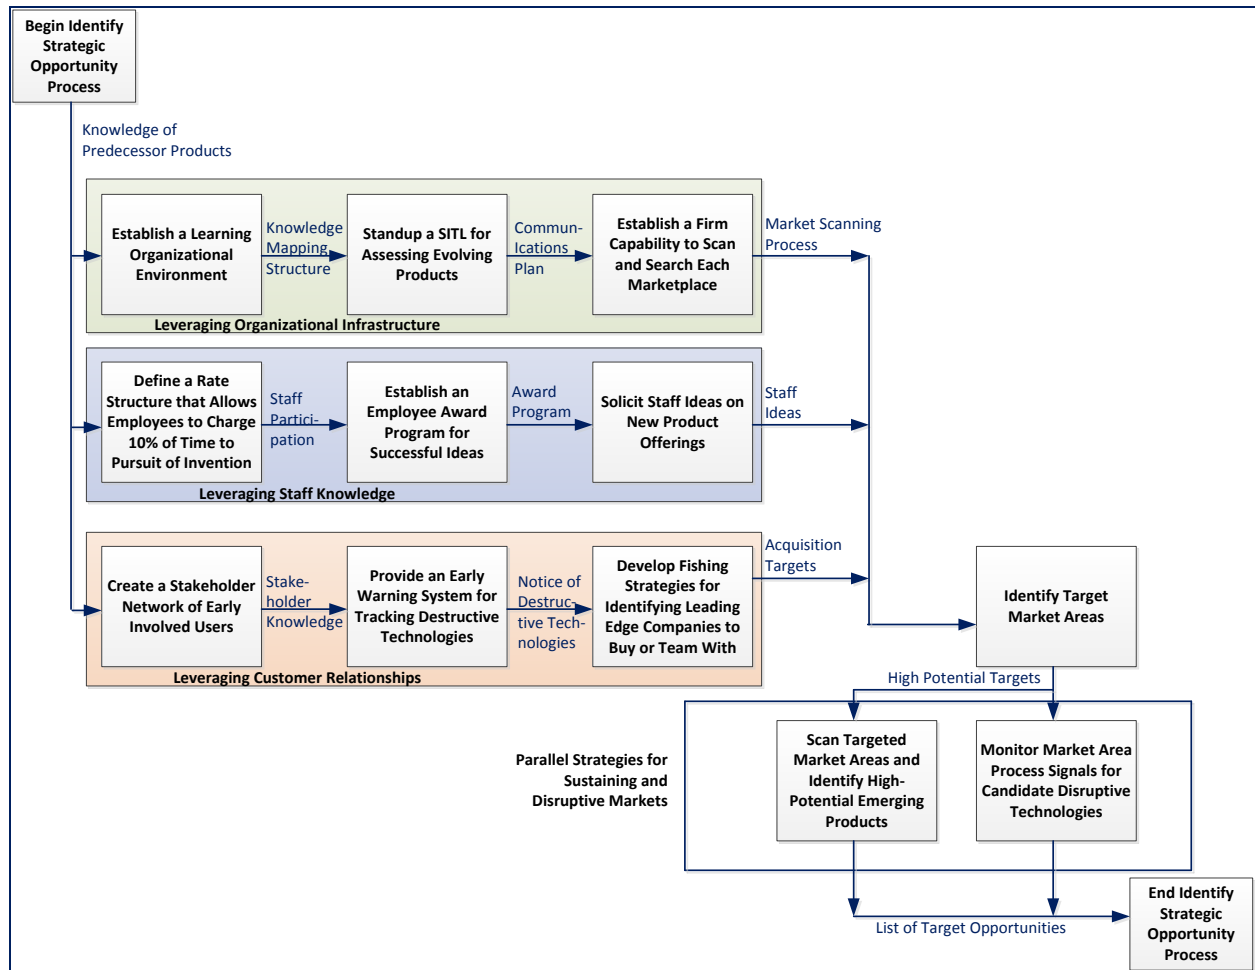 Begin Identify
Strategic
Opportunity
Process
Knowledge of
Predecessor Products
Establish a Learning
Organizational
Environment
Knowledge
Mapping
Structure
Standup a SITL for
Assessing Evolving
Products
Commun-
Ications
Plan
Establish a Firm
Capability to Scan
and Search Each
Marketplace
Market Scanning
Process
Leveraging Organizational Infrastructure
Define a Rate
Structure that Allows
Employees to Charge
10% of Time to
Pursuit of Invention
Staff
Partici-
pation
Establish an
Employee Award
Program for
Successful Ideas
Award
Program
Solicit Staff Ideas on
New Product
Offerings
Staff
Ideas
Leveraging Staff Knowledge
Create a Stakeholder
Network of Early
Involved Users
Stake-
holder
Knowledge
Provide an Early
Warning System for
Tracking Destructive
Technologies
Notice of
Destruc-
tive Tech-
nologies
Develop Fishing
Strategies for
Identifying Leading
Edge Companies to
Buy or Team With
Acquisition
Targets
Leveraging Customer Relationships
Identify Target
Market Areas
High Potential Targets
Parallel Strategies for
Sustaining and
Disruptive Markets
Scan Targeted
Market Areas and
Identify High-
Potential Emerging
Products
Monitor Market Area
Process Signals for
Candidate Disruptive
Technologies
List of Target Opportunities
End Identify
Strategic
Opportunity
Process